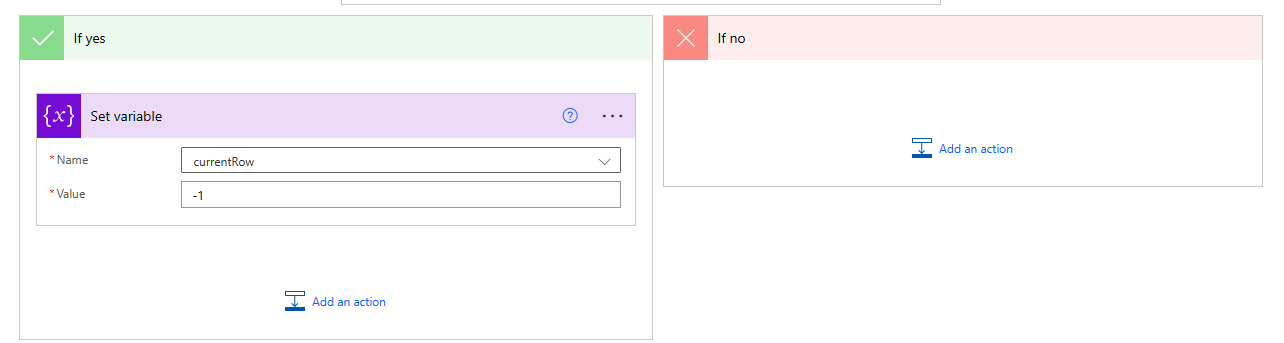 If yes
Set variable
{x}
?
...
* Name
currentRow
* Value
-1
Add an action
If no
Add an action